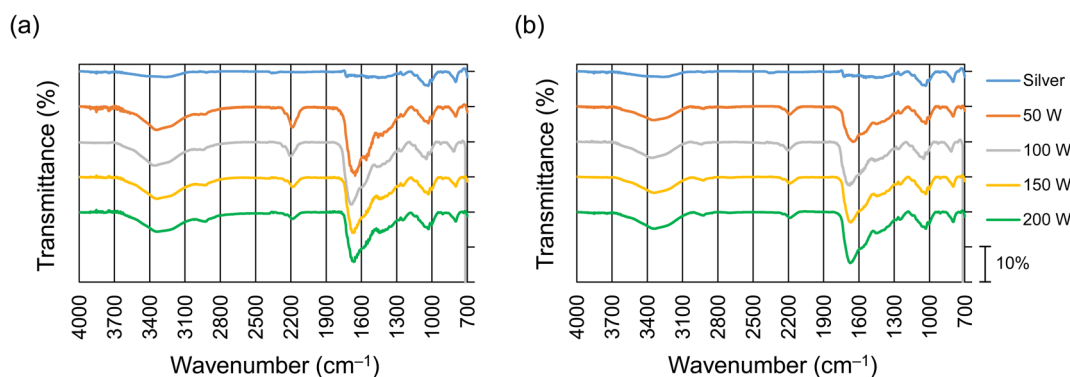 (a)
(b)
Transmittance (%)
4000 3700 3400 3100 2800 2500 2200 1900 1600 1300 1000 700
Wavenumber (cm⁻¹)
Transmittance (%)
4000 3700 3400 3100 2800 2500 2200 1900 1600 1300 1000 700
Wavenumber (cm⁻¹)
Silver
50 W
100 W
150 W
200 W
10%